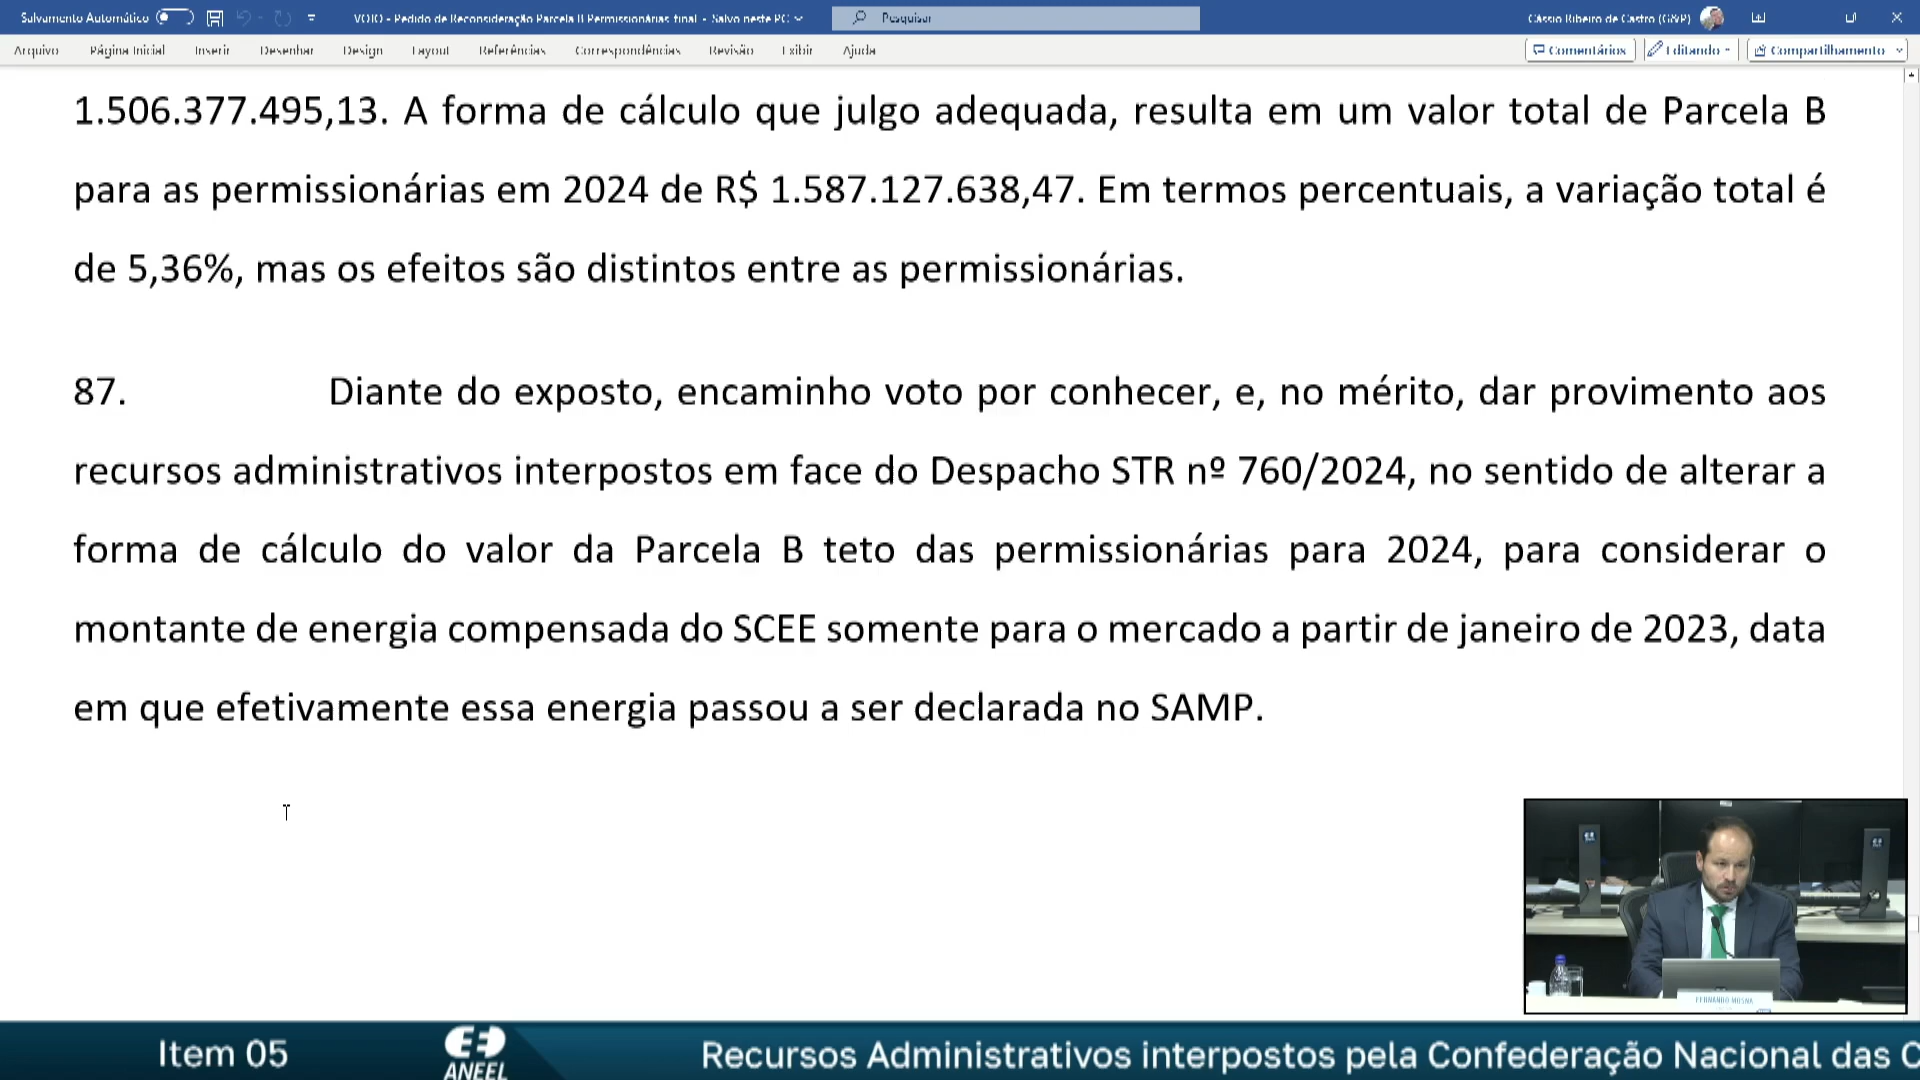 Salvamento Automático
VOTO - Pedido de Reconsideração Parcela B Permissionárias_final - Salvo neste PC
Pesquisar
Cássio Ribeiro de Castro (G&P)
Arquivo Página Inicial Inserir Desenhar Design Layout Referências Correspondências Revisão Exibir Ajuda
Comentários Editando Compartilhamento
1.506.377.495,13. A forma de cálculo que julgo adequada, resulta em um valor total de Parcela B
para as permissionárias em 2024 de R$ 1.587.127.638,47. Em termos percentuais, a variação total é
de 5,36%, mas os efeitos são distintos entre as permissionárias.
87. Diante do exposto, encaminho voto por conhecer, e, no mérito, dar provimento aos
recursos administrativos interpostos em face do Despacho STR nº 760/2024, no sentido de alterar a
forma de cálculo do valor da Parcela B teto das permissionárias para 2024, para considerar o
montante de energia compensada do SCEE somente para o mercado a partir de janeiro de 2023, data
em que efetivamente essa energia passou a ser declarada no SAMP.
FERNANDO MOSNA
Item 05
ANEEL
Recursos Administrativos interpostos pela Confederação Nacional das C